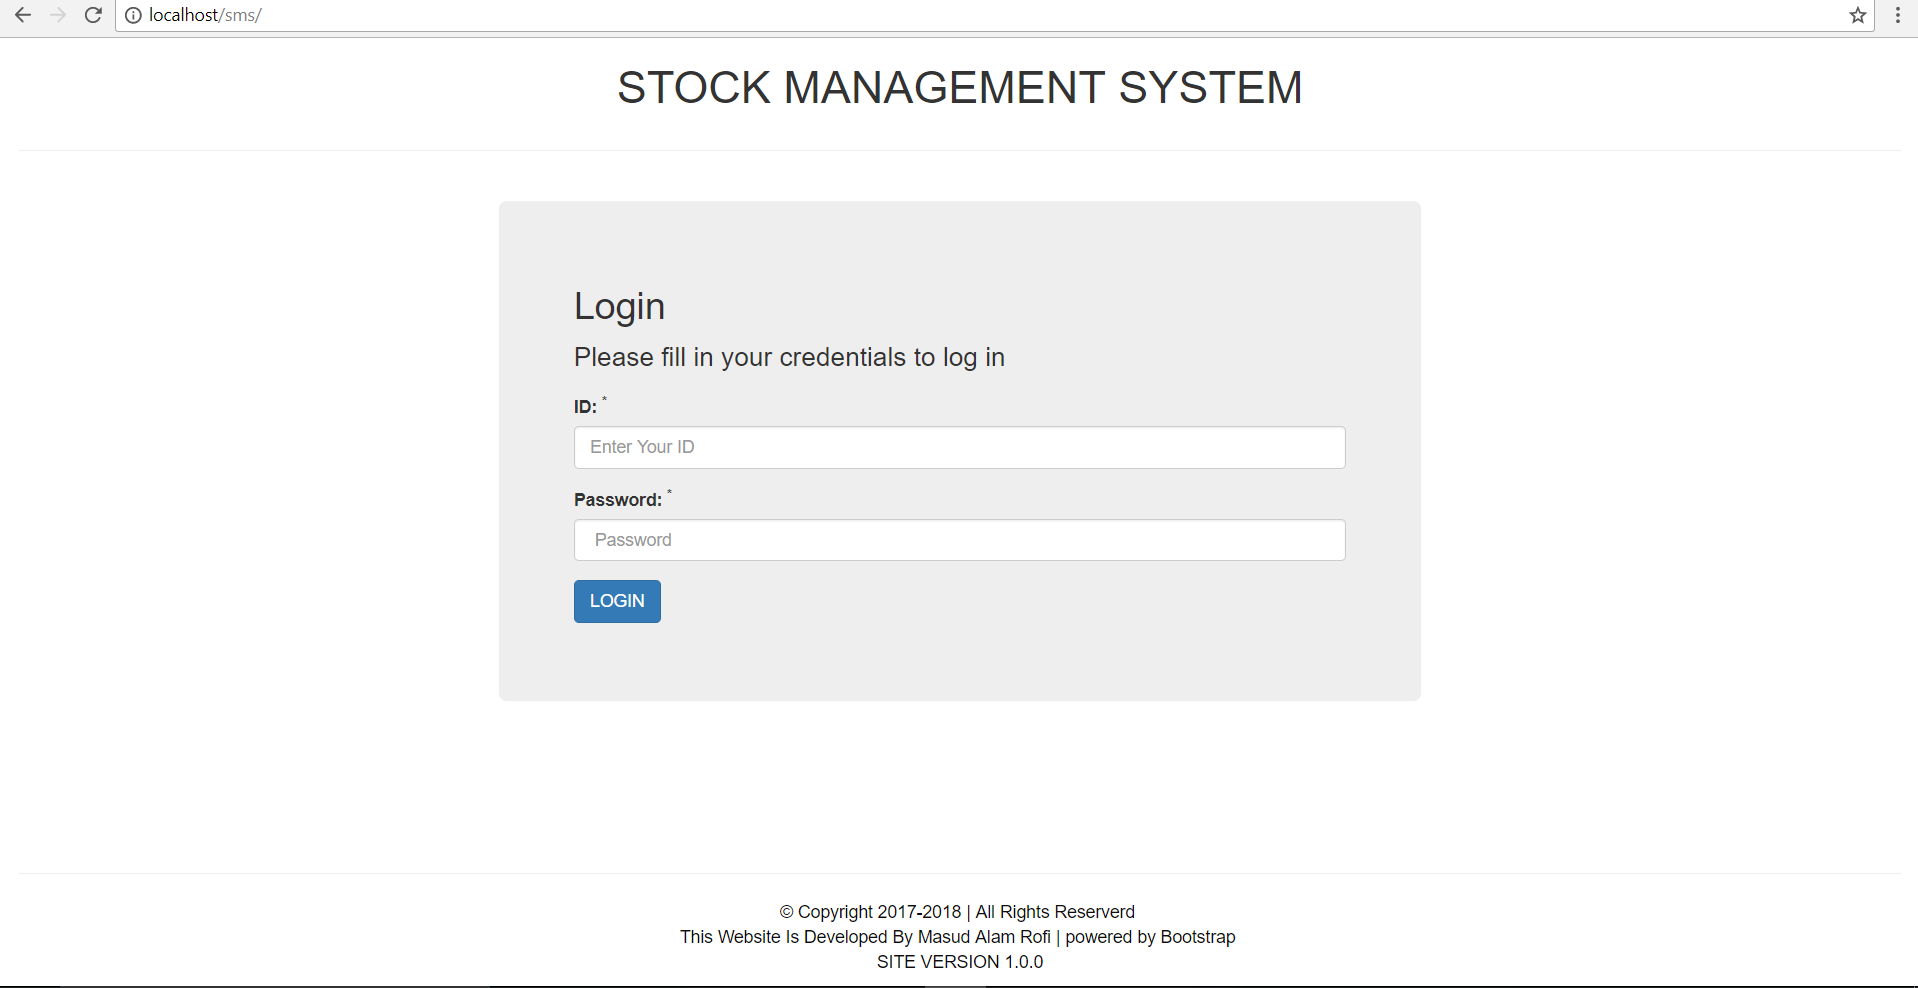 localhost/sms/
STOCK MANAGEMENT SYSTEM
Login
Please fill in your credentials to log in
ID: *
Enter Your ID
Password: *
Password
LOGIN
© Copyright 2017-2018 | All Rights Reserverd
This Website Is Developed By Masud Alam Rofi | powered by Bootstrap
SITE VERSION 1.0.0